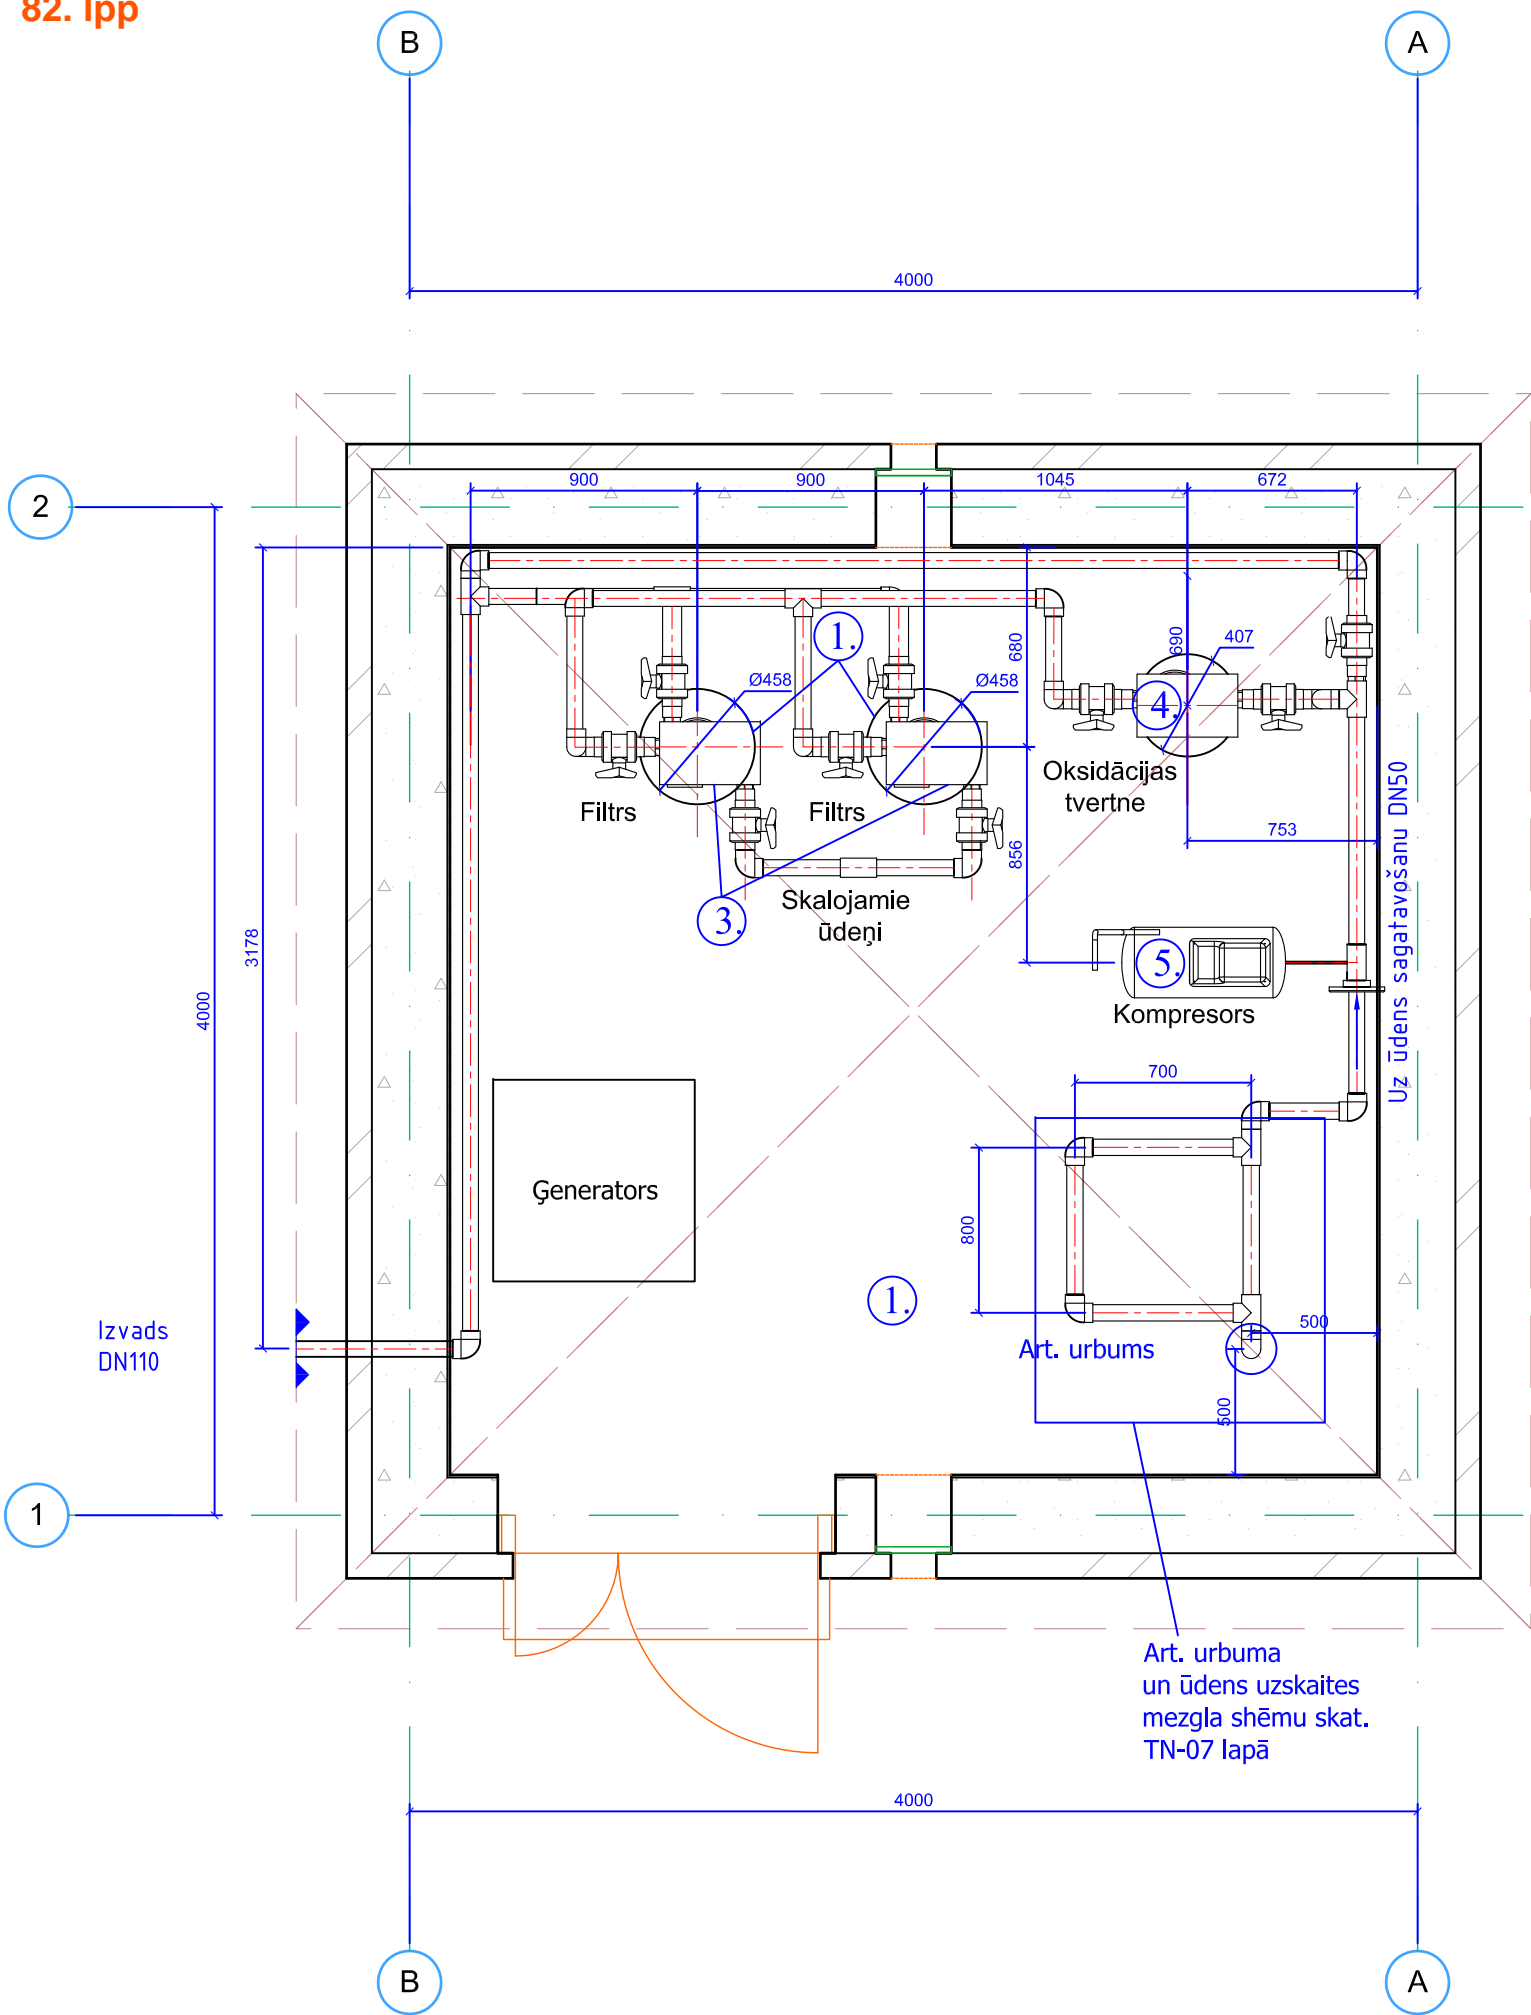 82. lpp
B
A
4000
2
900
900
1045
672
1.
680
690
407
Ø458
Ø458
4.
Oksidācijas
tvertne
Filtrs
Filtrs
753
856
Uz ūdens sagatavošanu DN50
Skalojamie
ūdeņi
3.
3178
4000
5.
Kompresors
700
Ģenerators
800
1.
500
Izvads
DN110
Art. urbums
500
1
Art. urbuma
un ūdens uzskaites
mezgla shēmu skat.
TN-07 lapā
4000
B
A